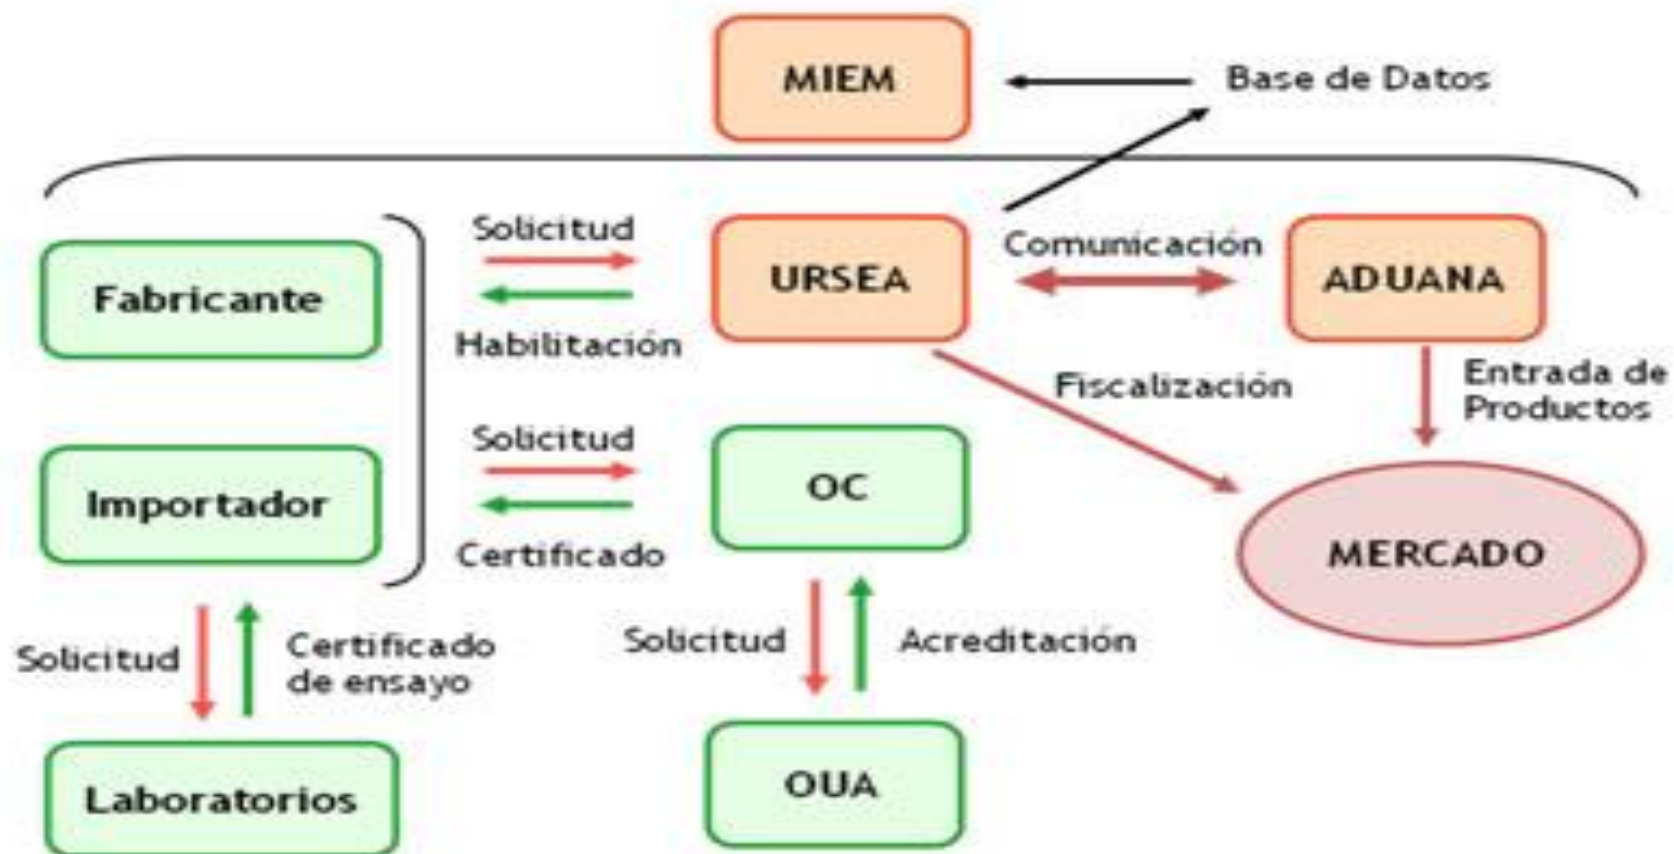 MIEM
Base de Datos
Solicitud
Fabricante
URSEA
Comunicación
ADUANA
Habilitación
Fiscalización
Entrada de
Productos
Solicitud
Importador
OC
Certificado
MERCADO
Solicitud
Certificado
de ensayo
Solicitud
Acreditación
Laboratorios
OUA